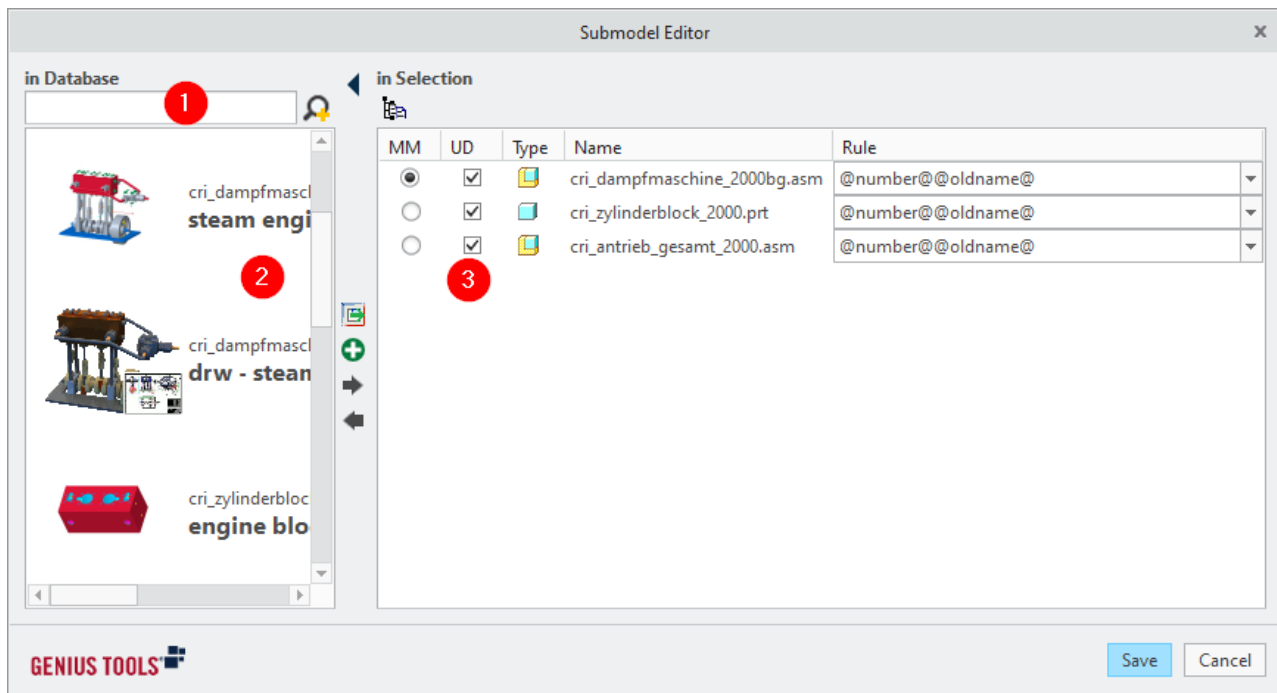 Submodel Editor
in Database
in Selection
1
MM UD Type Name Rule
cri_dampfmaschine_2000bg.asm @number@@oldname@
cri_zylinderblock_2000.prt @number@@oldname@
cri_antrieb_gesamt_2000.asm @number@@oldname@
cri_dampfmascl
steam engi
2
3
cri_dampfmascl
drw - stean
cri_zylinderbloc
engine blo
GENIUS TOOLS
Save
Cancel